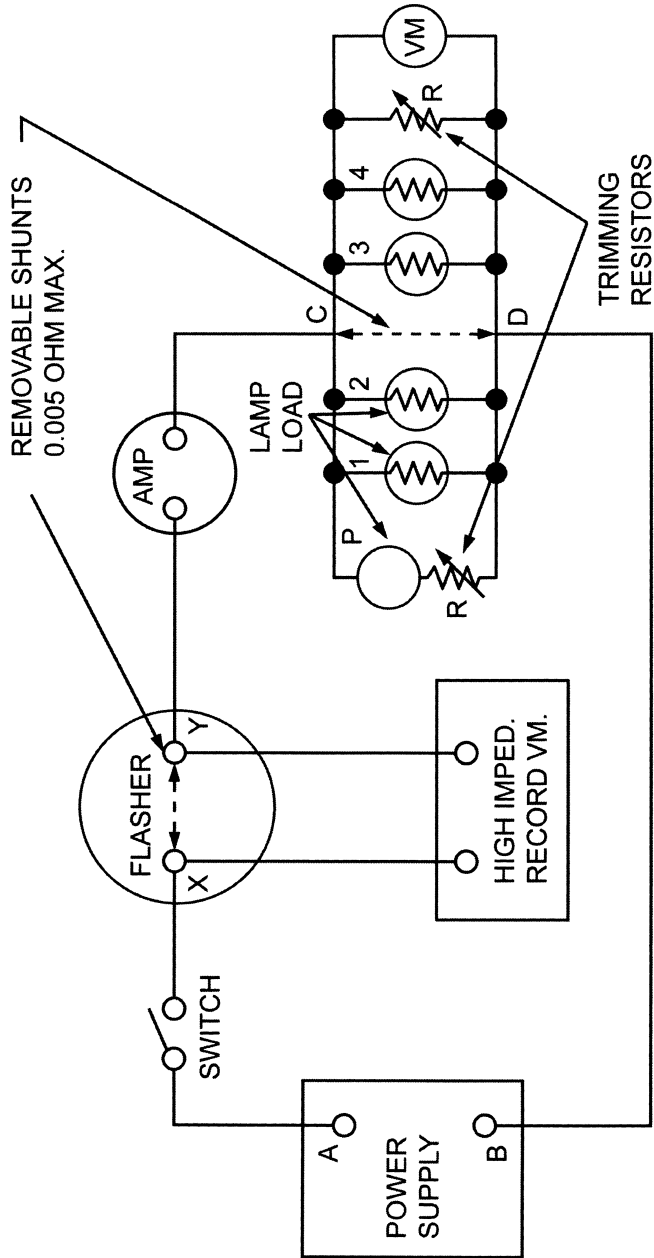 REMOVABLE SHUNTS
0.005 OHM MAX.
SWITCH
FLASHER
X
Y
AMP
LAMP
LOAD
C
P
1
2
3
4
R
VM
R
D
TRIMMING
RESISTORS
A
POWER
SUPPLY
B
HIGH IMPED.
RECORD VM.